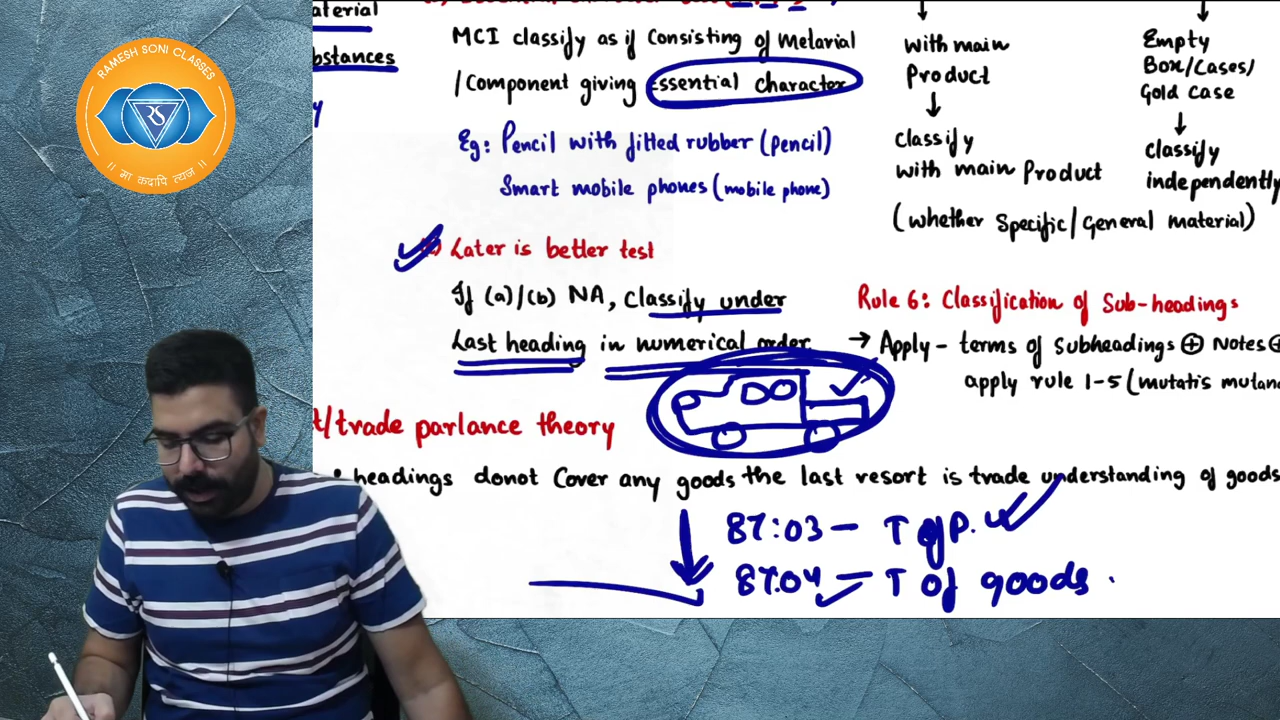 RAMESH SONI CLASSES
॥ मा कदापि त्यज ॥
aterial
bstances
y
MCI classify as if Consisting of Metarial
/Component giving Essential character
Eg: Pencil with fitted rubber (pencil)
Smart mobile phones (mobile phone)
Later is better test
If (a)/(b) NA, Classify under
Last heading in numerical order
t/trade parlance theory
headings donot Cover any goods the last resort is trade understanding of goods
87:03 — T of P.
87.04 — T of goods.
with main
Product
Classify
with main Product
Empty
Box/Cases/
Gold case
classify
independently
(whether Specific/General material)
Rule 6: Classification of Sub-headings
→ Apply - terms of Subheadings ⊕ Notes ⊕
apply rule 1-5 (mutatis mutan